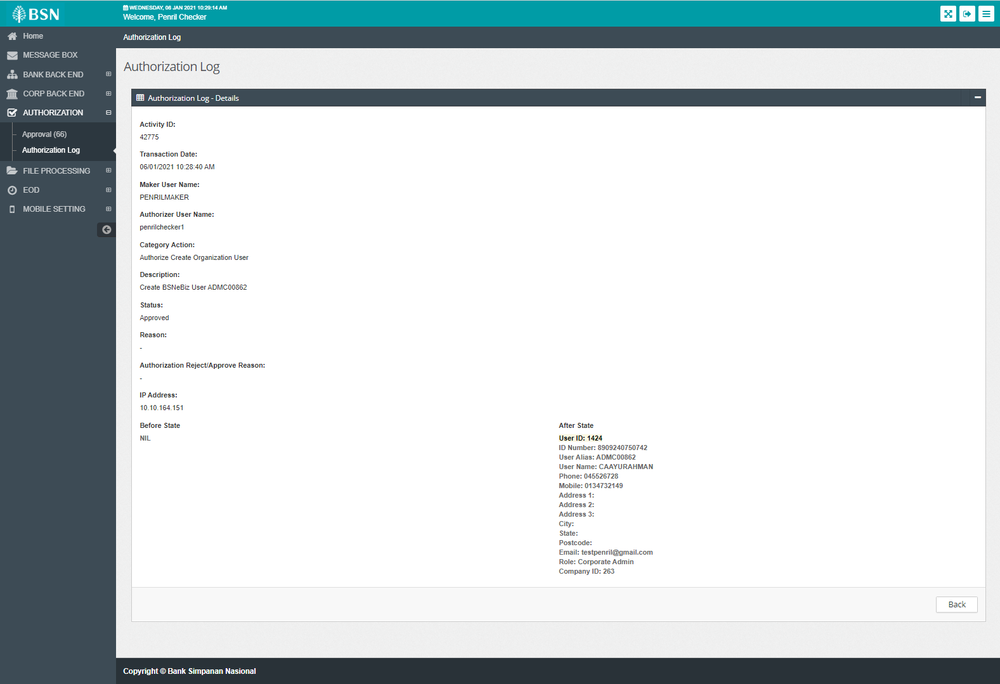 BSN
WEDNESDAY, 06 JAN 2021 10:29:14 AM
Welcome, Penril Checker
Home
MESSAGE BOX
BANK BACK END
CORP BACK END
AUTHORIZATION
Approval (66)
Authorization Log
FILE PROCESSING
EOD
MOBILE SETTING
Authorization Log
Authorization Log
Authorization Log - Details
Activity ID:
42775
Transaction Date:
06/01/2021 10:28:40 AM
Maker User Name:
PENRILMAKER
Authorizer User Name:
penrilchecker1
Category Action:
Authorize Create Organization User
Description:
Create BSNeBiz User ADMC00862
Status:
Approved
Reason:
-
Authorization Reject/Approve Reason:
-
IP Address:
10.10.164.151
Before State
NIL
After State
User ID: 1424
ID Number: 8909240750742
User Alias: ADMC00862
User Name: CAAYURAHMAN
Phone: 045526728
Mobile: 0134732149
Address 1:
Address 2:
Address 3:
City:
State:
Postcode:
Email: testpenril@gmail.com
Role: Corporate Admin
Company ID: 263
Back
Copyright © Bank Simpanan Nasional